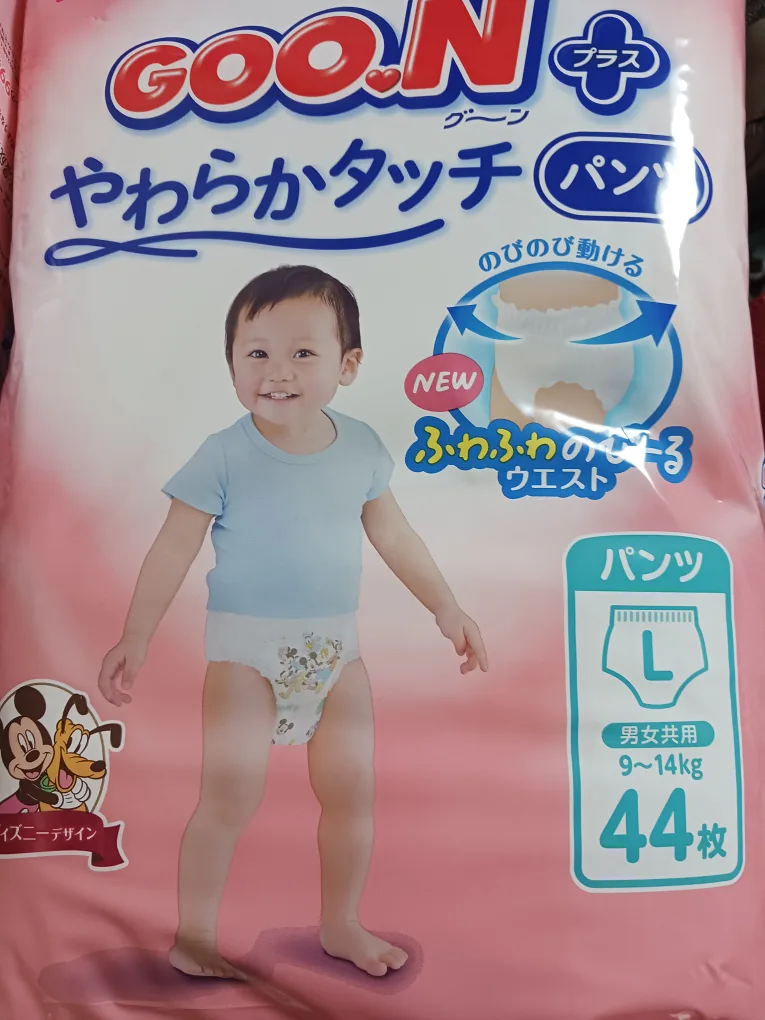 GOO.N
プラス
グ〜ン
やわらかタッチ
パンツ
のびのび動ける
NEW
ふわふわのびーる
ウエスト
パンツ
L
男女共用
9〜14kg
44枚
ィズニーデザイン